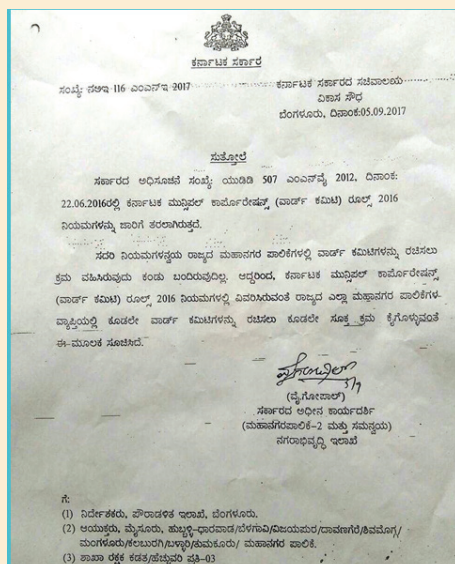 ಕರ್ನಾಟಕ ಸರ್ಕಾರ
ಸಂಖ್ಯೆ: ನಅಇ 116 ಎಂಎನ್ಇ 2017
ಕರ್ನಾಟಕ ಸರ್ಕಾರದ ಸಚಿವಾಲಯ
ವಿಕಾಸ ಸೌಧ
ಬೆಂಗಳೂರು, ದಿನಾಂಕ:05.09.2017
ಸುತ್ತೋಲೆ
ಸರ್ಕಾರದ ಅಧಿಸೂಚನೆ ಸಂಖ್ಯೆ: ಯುಡಿಡಿ 507 ಎಂಎನ್‌ವೈ 2012, ದಿನಾಂಕ:
22.06.2016ರಲ್ಲಿ ಕರ್ನಾಟಕ ಮುನ್ಸಿಪಲ್ ಕಾರ್ಪೊರೇಷನ್ಸ್ (ವಾರ್ಡ್ ಕಮಿಟಿ) ರೂಲ್ಸ್ 2016
ನಿಯಮಗಳನ್ನು ಜಾರಿಗೆ ತರಲಾಗಿರುತ್ತದೆ.
ಸದರಿ ನಿಯಮಗಳನ್ವಯ ರಾಜ್ಯದ ಮಹಾನಗರ ಪಾಲಿಕೆಗಳಲ್ಲಿ ವಾರ್ಡ್ ಕಮಿಟಿಗಳನ್ನು ರಚಿಸಲು
ಕ್ರಮ ವಹಿಸಿರುವುದು ಕಂಡು ಬಂದಿರುವುದಿಲ್ಲ. ಆದ್ದರಿಂದ, ಕರ್ನಾಟಕ ಮುನ್ಸಿಪಲ್ ಕಾರ್ಪೊರೇಷನ್ಸ್
(ವಾರ್ಡ್ ಕಮಿಟಿ) ರೂಲ್ಸ್ 2016 ನಿಯಮಗಳಲ್ಲಿ ವಿವರಿಸಿರುವಂತೆ ರಾಜ್ಯದ ಎಲ್ಲಾ ಮಹಾನಗರ ಪಾಲಿಕೆಗಳ
ವ್ಯಾಪ್ತಿಯಲ್ಲಿ ಕೂಡಲೇ ವಾರ್ಡ್ ಕಮಿಟಿಗಳನ್ನು ರಚಿಸಲು ಕೂಡಲೇ ಸೂಕ್ತ ಕ್ರಮ ಕೈಗೊಳ್ಳುವಂತೆ
ಈ-ಮೂಲಕ ಸೂಚಿಸಿದೆ.
5/9
(ವೈ.ಗೋಪಾಲ್)
ಸರ್ಕಾರದ ಅಧೀನ ಕಾರ್ಯದರ್ಶಿ
(ಮಹಾನಗರಪಾಲಿಕೆ-2 ಮತ್ತು ಸಮನ್ವಯ)
ನಗರಾಭಿವೃದ್ಧಿ ಇಲಾಖೆ
ಗೆ:
(1) ನಿರ್ದೇಶಕರು, ಪೌರಾಡಳಿತ ಇಲಾಖೆ, ಬೆಂಗಳೂರು.
(2) ಆಯುಕ್ತರು, ಮೈಸೂರು, ಹುಬ್ಬಳ್ಳಿ-ಧಾರವಾಡ/ಬೆಳಗಾವಿ/ವಿಜಯಪುರ/ದಾವಣಗೆರೆ/ಶಿವಮೊಗ್ಗ/
ಮಂಗಳೂರು/ಕಲಬುರಗಿ/ಬಳ್ಳಾರಿ/ತುಮಕೂರು/ ಮಹಾನಗರ ಪಾಲಿಕೆ.
(3) ಶಾಖಾ ರಕ್ಷಕ ಕಡತ/ಹೆಚ್ಚುವರಿ ಪ್ರತಿ-03